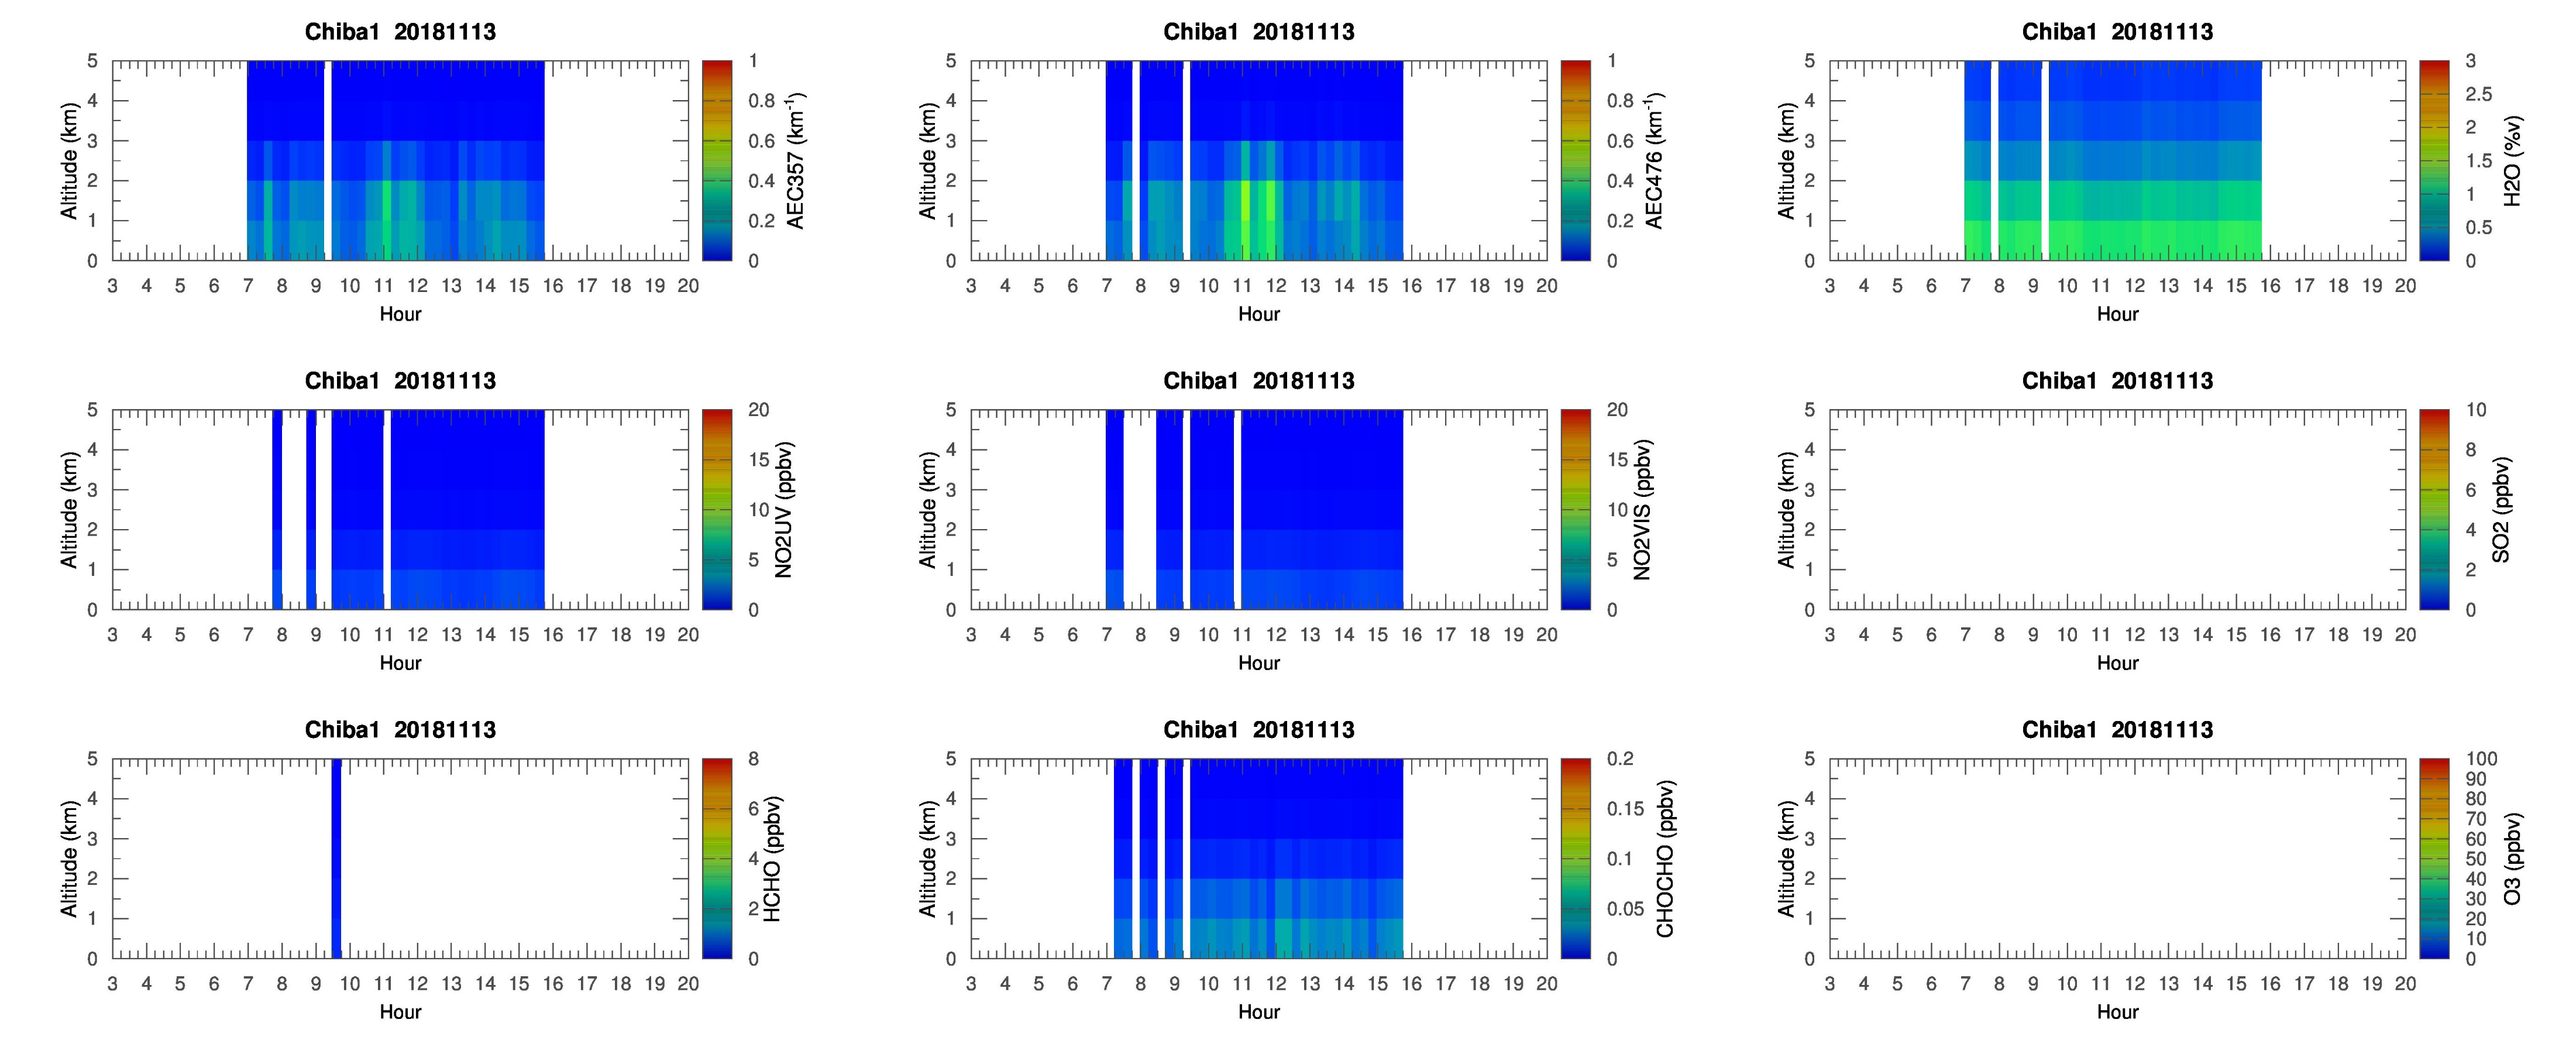 Chiba1 20181113
5
4
3
2
1
0
Altitude (km)
3 4 5 6 7 8 9 10 11 12 13 14 15 16 17 18 19 20
Hour
1
0.8
0.6
0.4
0.2
0
AEC357 (km-1)
Chiba1 20181113
5
4
3
2
1
0
Altitude (km)
3 4 5 6 7 8 9 10 11 12 13 14 15 16 17 18 19 20
Hour
1
0.8
0.6
0.4
0.2
0
AEC476 (km-1)
Chiba1 20181113
5
4
3
2
1
0
Altitude (km)
3 4 5 6 7 8 9 10 11 12 13 14 15 16 17 18 19 20
Hour
3
2.5
2
1.5
1
0.5
0
H2O (%v)
Chiba1 20181113
5
4
3
2
1
0
Altitude (km)
3 4 5 6 7 8 9 10 11 12 13 14 15 16 17 18 19 20
Hour
20
15
10
5
0
NO2UV (ppbv)
Chiba1 20181113
5
4
3
2
1
0
Altitude (km)
3 4 5 6 7 8 9 10 11 12 13 14 15 16 17 18 19 20
Hour
20
15
10
5
0
NO2VIS (ppbv)
Chiba1 20181113
5
4
3
2
1
0
Altitude (km)
3 4 5 6 7 8 9 10 11 12 13 14 15 16 17 18 19 20
Hour
10
8
6
4
2
0
SO2 (ppbv)
Chiba1 20181113
5
4
3
2
1
0
Altitude (km)
3 4 5 6 7 8 9 10 11 12 13 14 15 16 17 18 19 20
Hour
8
6
4
2
0
HCHO (ppbv)
Chiba1 20181113
5
4
3
2
1
0
Altitude (km)
3 4 5 6 7 8 9 10 11 12 13 14 15 16 17 18 19 20
Hour
0.2
0.15
0.1
0.05
0
CHOCHO (ppbv)
Chiba1 20181113
5
4
3
2
1
0
Altitude (km)
3 4 5 6 7 8 9 10 11 12 13 14 15 16 17 18 19 20
Hour
100
90
80
70
60
50
40
30
20
10
0
O3 (ppbv)